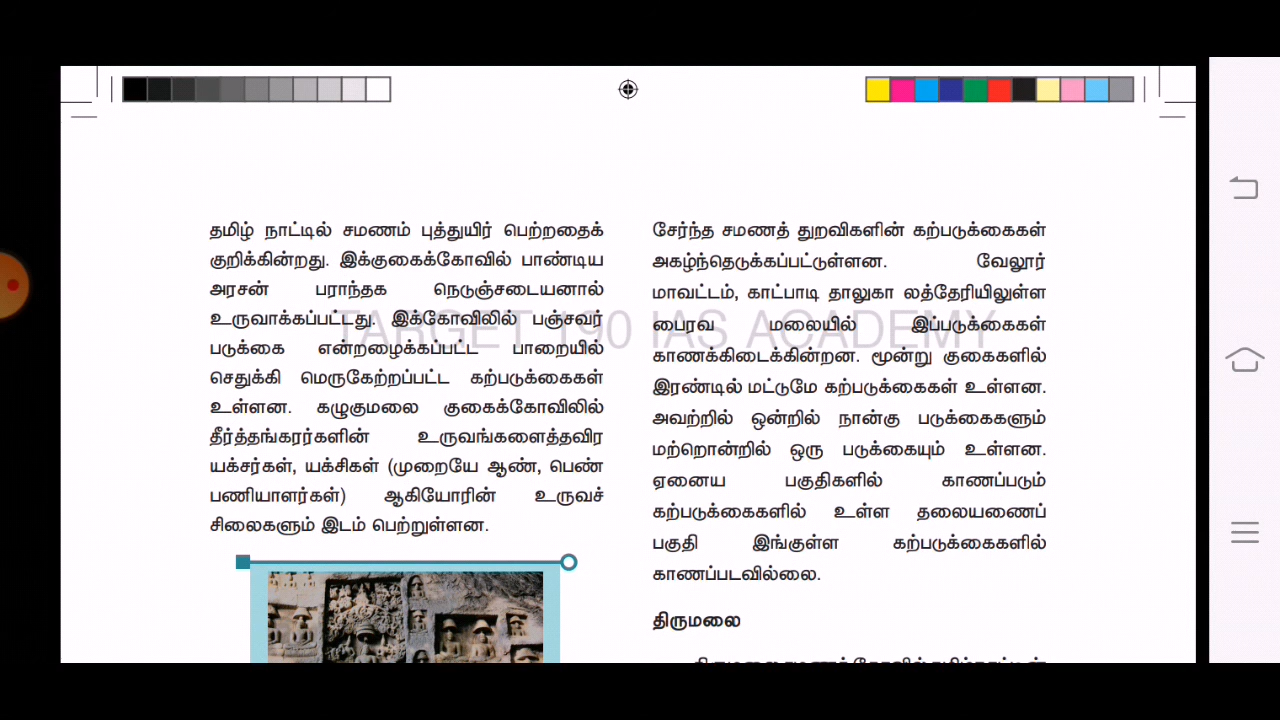 தமிழ் நாட்டில் சமணம் புத்துயிர் பெற்றதைக்
குறிக்கின்றது. இக்குகைக்கோவில் பாண்டிய
அரசன் பராந்தக நெடுஞ்சடையனால்
உருவாக்கப்பட்டது. இக்கோவிலில் பஞ்சவர்
படுக்கை என்றழைக்கப்பட்ட பாறையில்
செதுக்கி மெருகேற்றப்பட்ட கற்படுக்கைகள்
உள்ளன. கழுகுமலை குகைக்கோவிலில்
தீர்த்தங்கரர்களின் உருவங்களைத்தவிர
யக்சர்கள், யக்சிகள் (முறையே ஆண், பெண்
பணியாளர்கள்) ஆகியோரின் உருவச்
சிலைகளும் இடம் பெற்றுள்ளன.
சேர்ந்த சமணத் துறவிகளின் கற்படுக்கைகள்
அகழ்ந்தெடுக்கப்பட்டுள்ளன. வேலூர்
மாவட்டம், காட்பாடி தாலுகா லத்தேரியிலுள்ள
பைரவ மலையில் இப்படுக்கைகள்
காணக்கிடைக்கின்றன. மூன்று குகைகளில்
இரண்டில் மட்டுமே கற்படுக்கைகள் உள்ளன.
அவற்றில் ஒன்றில் நான்கு படுக்கைகளும்
மற்றொன்றில் ஒரு படுக்கையும் உள்ளன.
ஏனைய பகுதிகளில் காணப்படும்
கற்படுக்கைகளில் உள்ள தலையணைப்
பகுதி இங்குள்ள கற்படுக்கைகளில்
காணப்படவில்லை.
திருமலை
TARGET 190 IAS ACADEMY